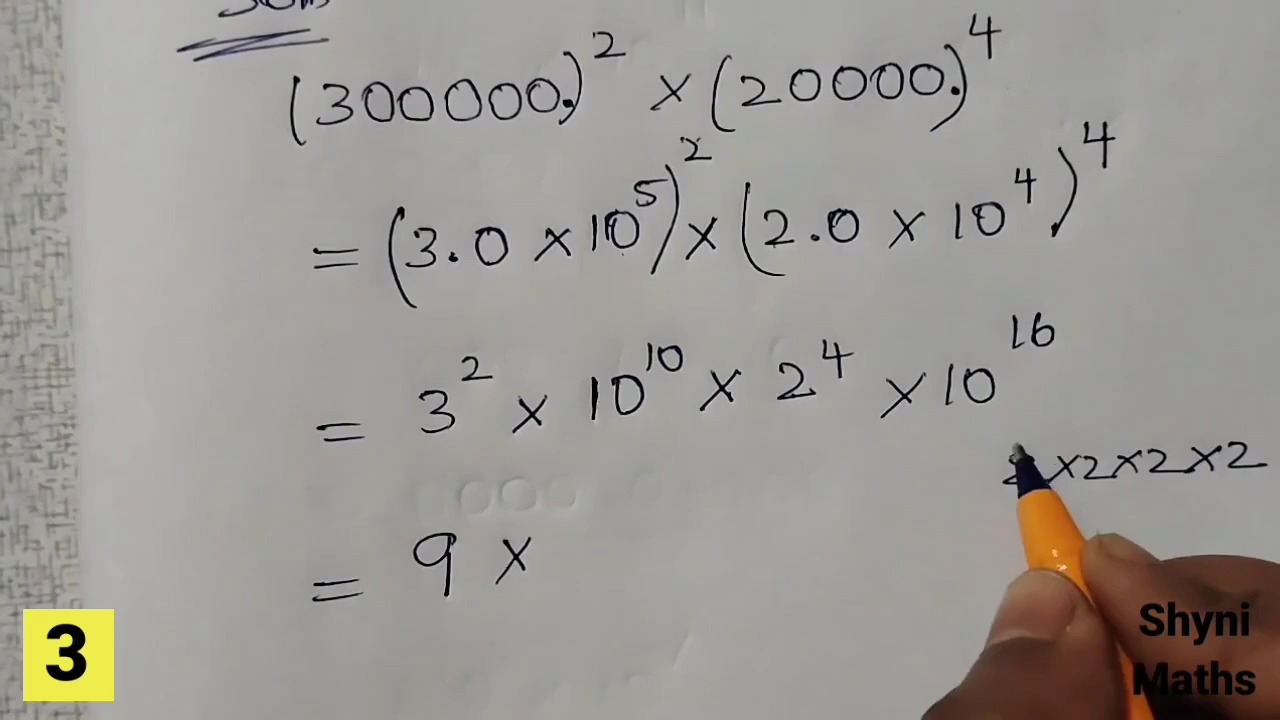 (300000.)² × (20000.)⁴
= (3.0 × 10⁵)² × (2.0 × 10⁴)⁴
= 3² × 10¹⁰ × 2⁴ × 10¹⁶
2 × 2 × 2 × 2
= 9 ×
3
Shyni
Maths